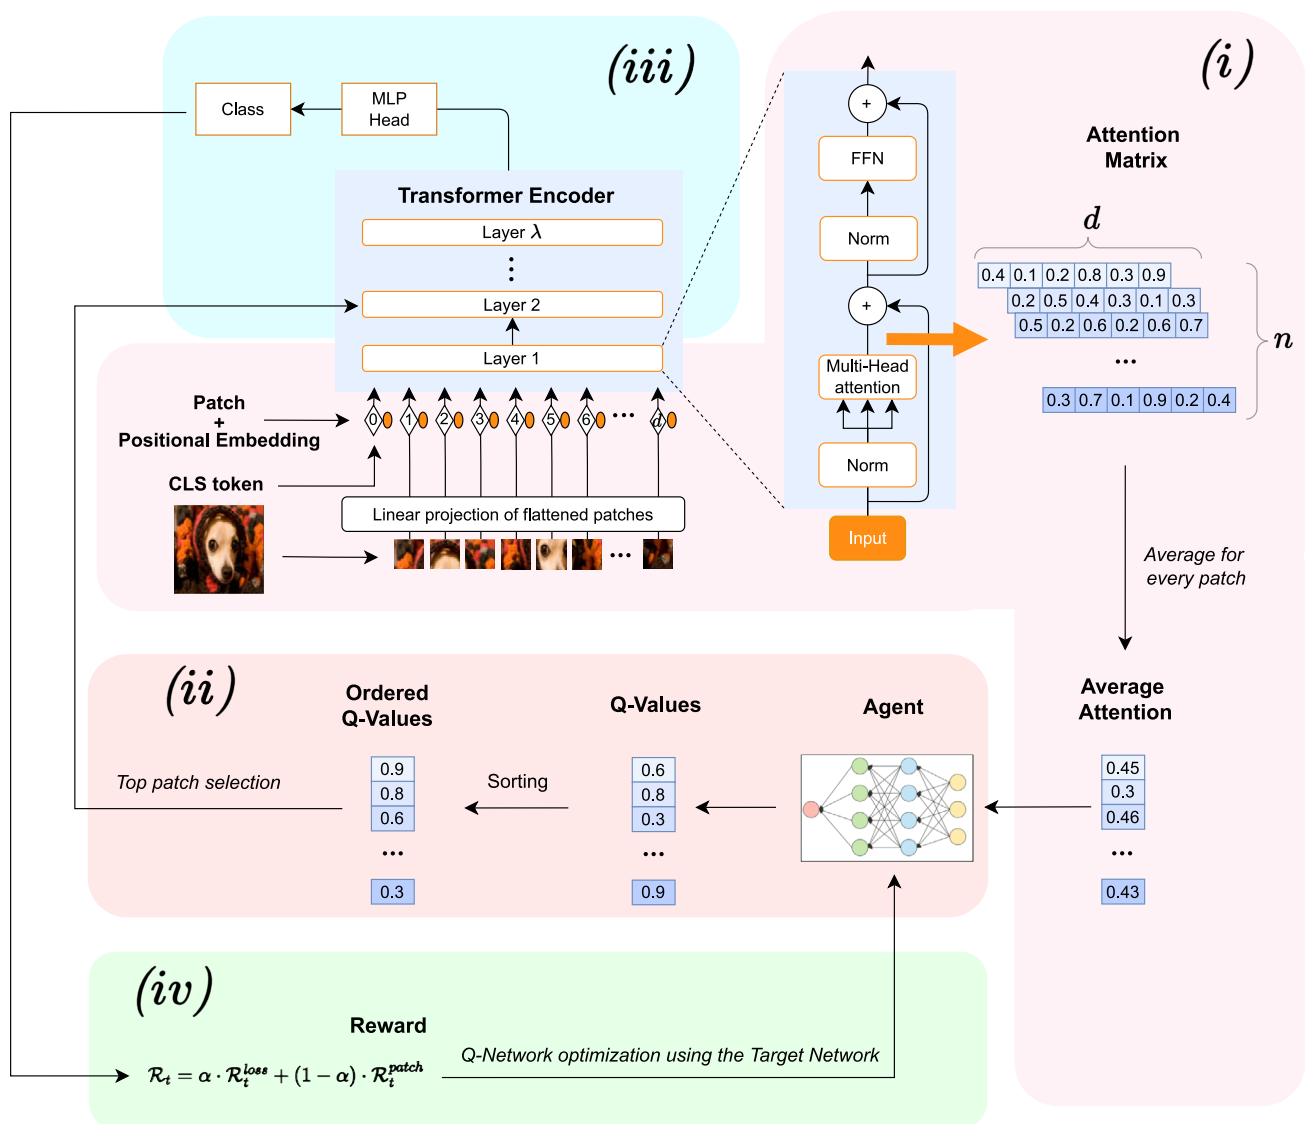 (iii)
(i)
Class
MLP
Head
Transformer Encoder
Layer λ
⋮
Layer 2
Layer 1
Patch
+
Positional Embedding
0 1 2 3 4 5 6 ... d
CLS token
Linear projection of flattened patches
...
+
FFN
Norm
+
Multi-Head
attention
Norm
Input
Attention
Matrix
d
0.4 0.1 0.2 0.8 0.3 0.9
0.2 0.5 0.4 0.3 0.1 0.3
0.5 0.2 0.6 0.2 0.6 0.7
n
...
0.3 0.7 0.1 0.9 0.2 0.4
Average for
every patch
Average
Attention
0.45
0.3
0.46
...
0.43
(ii)
Agent
Q-Values
0.6
0.8
0.3
...
0.9
Sorting
Ordered
Q-Values
0.9
0.8
0.6
...
0.3
Top patch selection
(iv)
Reward
𝓡ₜ = α · 𝓡ₜˡᵒˢˢ + (1 − α) · 𝓡ₜᵖᵃᵗᶜʰ
Q-Network optimization using the Target Network